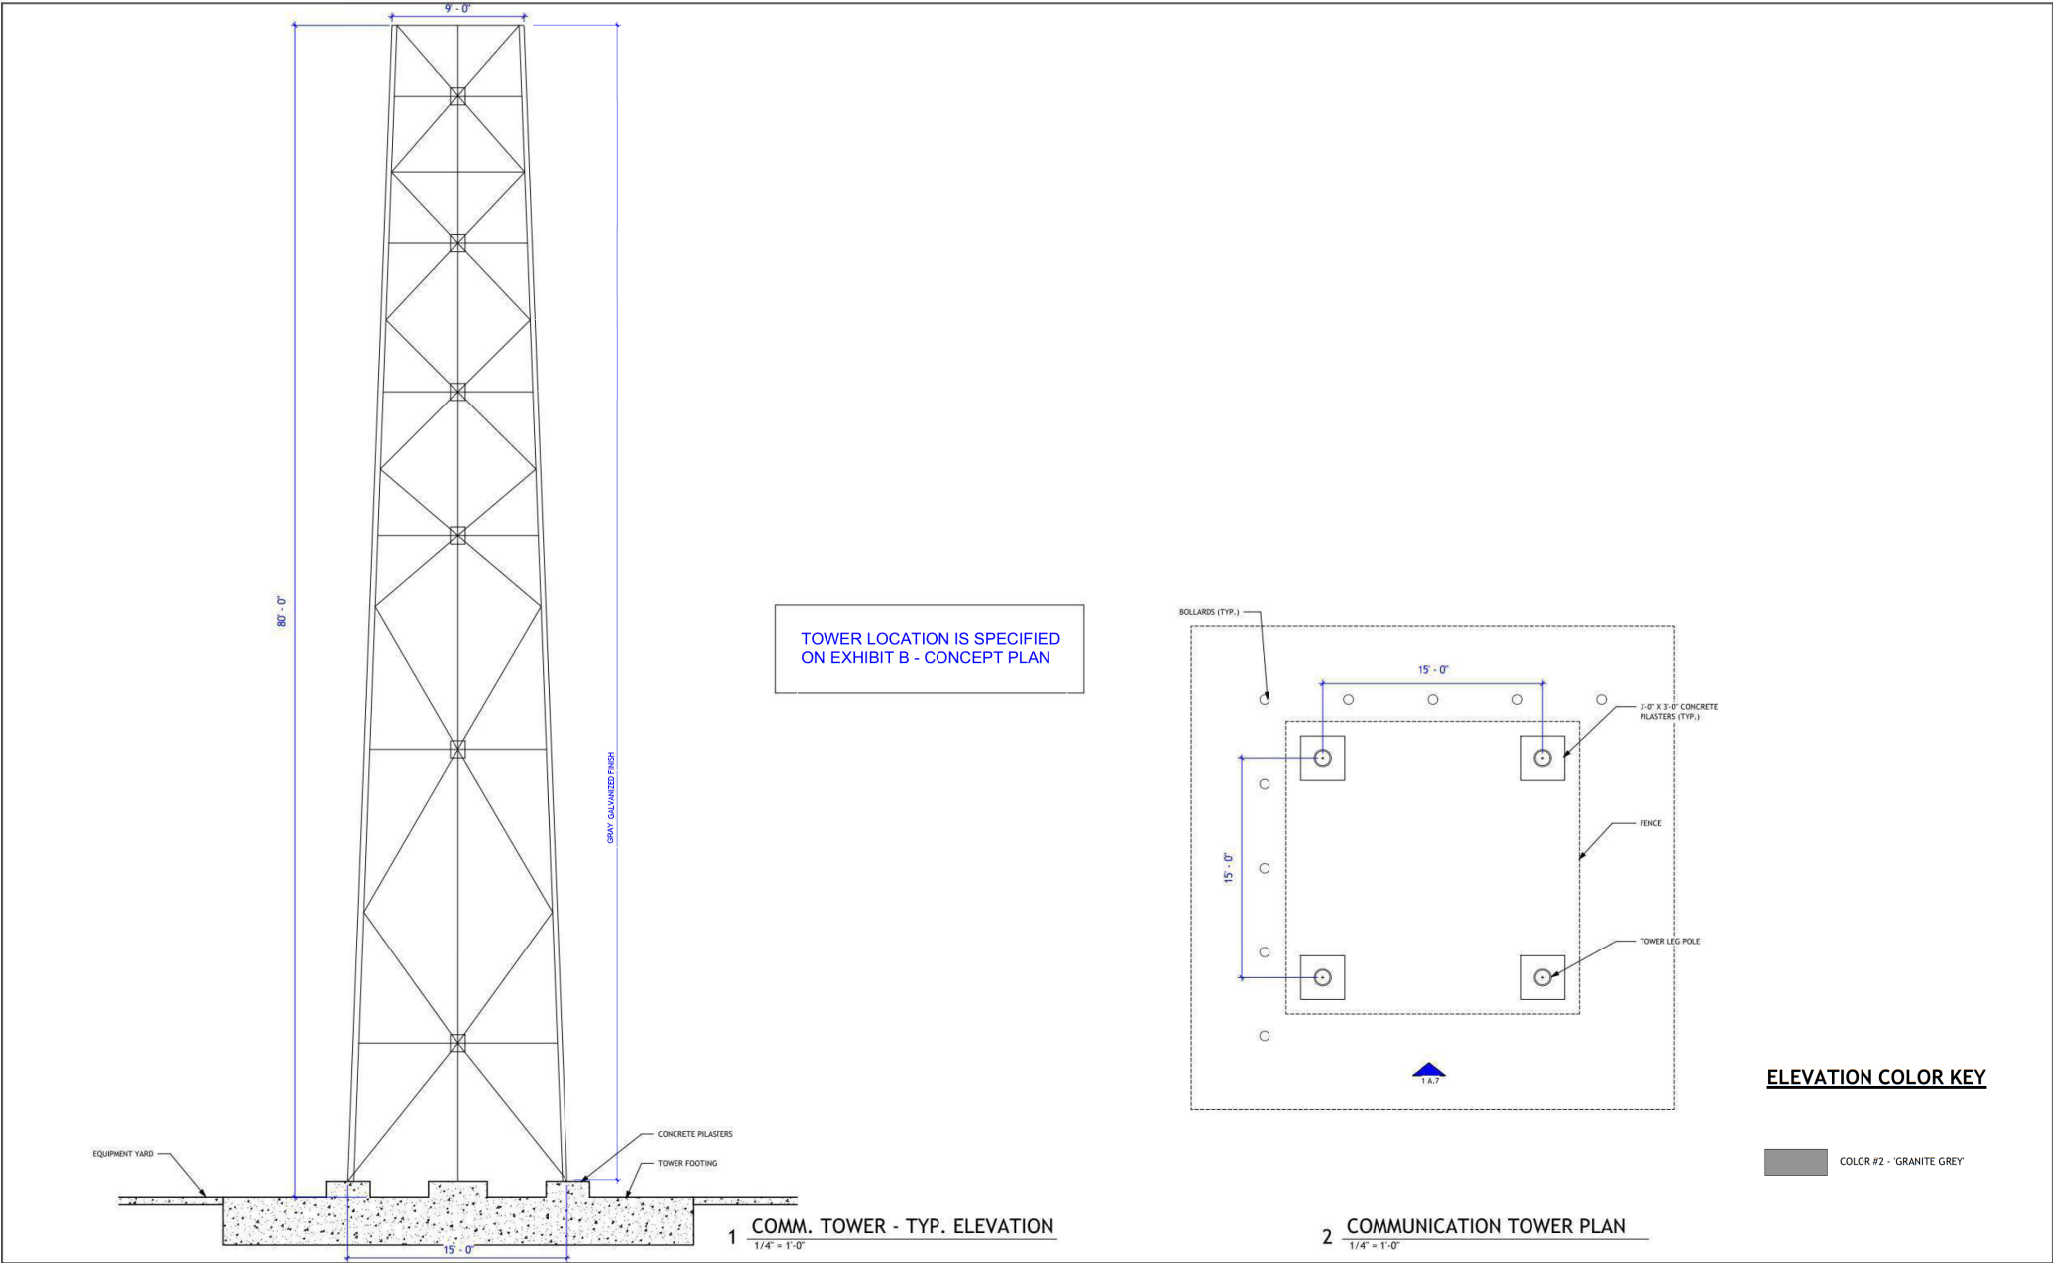 9' - 0"
80' - 0"
GRAY GALVANIZED FINISH
TOWER LOCATION IS SPECIFIED
ON EXHIBIT B - CONCEPT PLAN
EQUIPMENT YARD
CONCRETE PILASTERS
TOWER FOOTING
15' - 0"
1 COMM. TOWER - TYP. ELEVATION
1/4" = 1'-0"
BOLLARDS (TYP.)
15' - 0"
X 3'-0" CONCRETE
PILASTERS (TYP.)
15' - 0"
FENCE
TOWER LEG POLE
1 A.7
2 COMMUNICATION TOWER PLAN
1/4" = 1'-0"
ELEVATION COLOR KEY
COLOR #2 - 'GRANITE GREY'